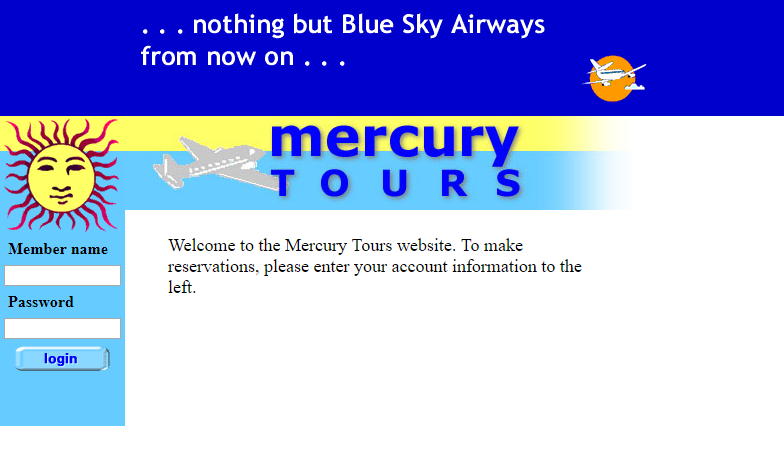 . . . nothing but Blue Sky Airways
from now on . . .
mercury
TOURS
Member name
Password
login
Welcome to the Mercury Tours website. To make
reservations, please enter your account information to the
left.